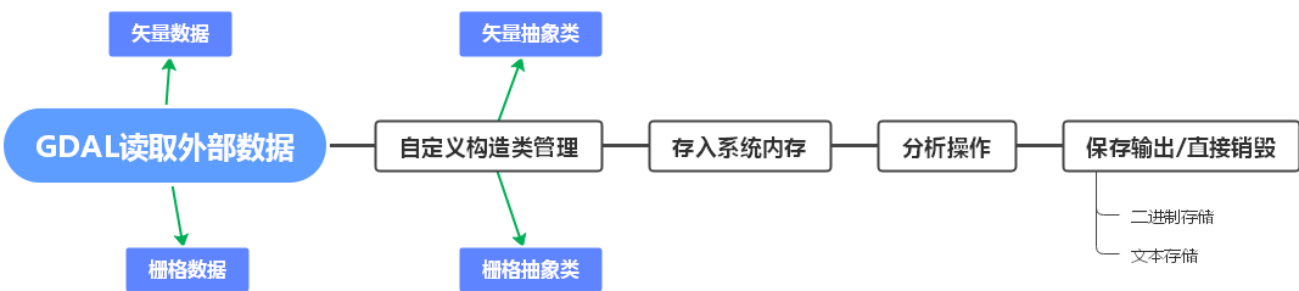 矢量数据
矢量抽象类
GDAL读取外部数据
自定义构造类管理
存入系统内存
分析操作
保存输出/直接销毁
二进制存储
文本存储
栅格数据
栅格抽象类